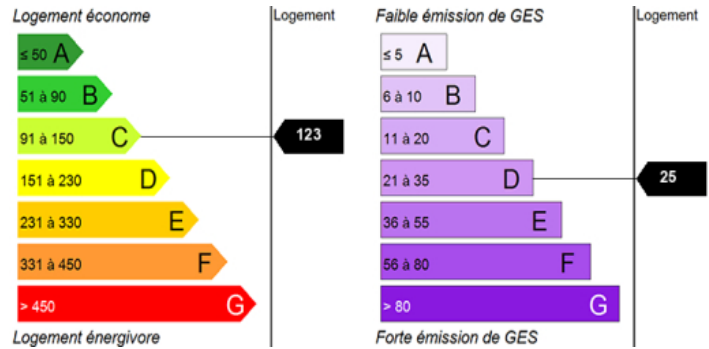 Logement économe
Logement
≤ 50 A
51 à 90 B
91 à 150 C
123
151 à 230 D
231 à 330 E
331 à 450 F
> 450 G
Logement énergivore
Faible émission de GES
Logement
≤ 5 A
6 à 10 B
11 à 20 C
21 à 35 D
25
36 à 55 E
56 à 80 F
> 80 G
Forte émission de GES